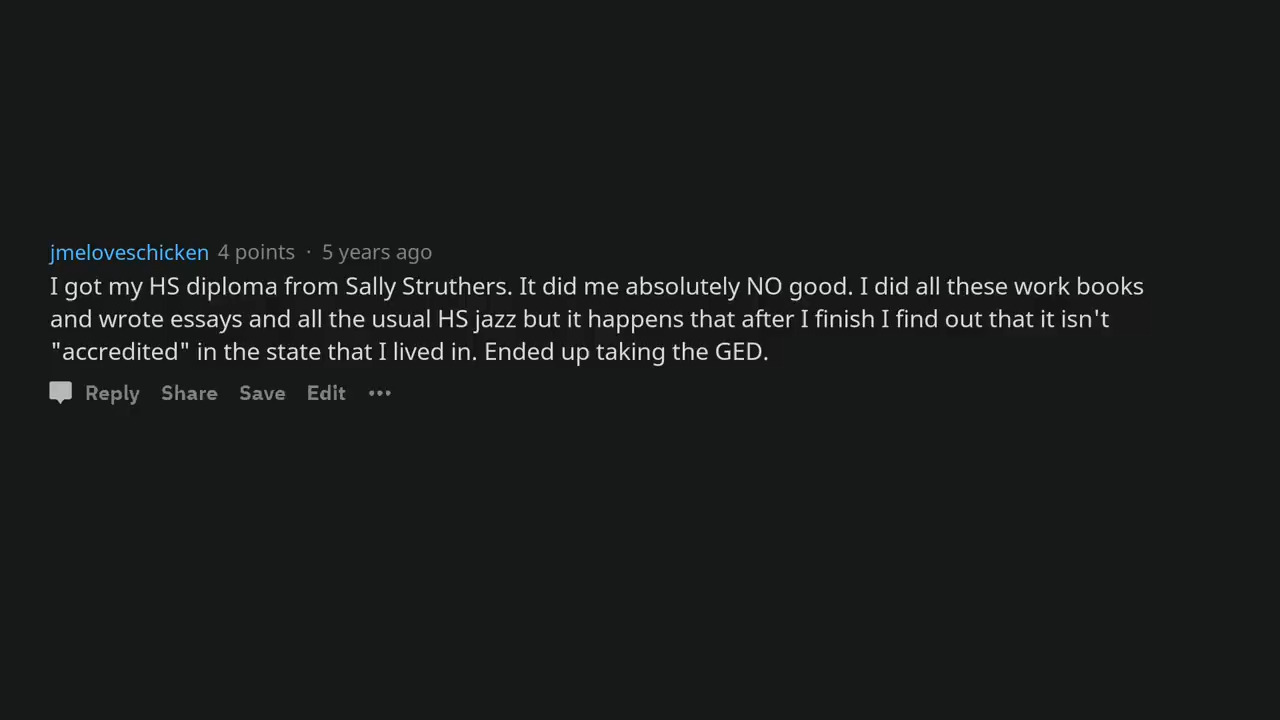 jmeloveschicken 4 points · 5 years ago
I got my HS diploma from Sally Struthers. It did me absolutely NO good. I did all these work books
and wrote essays and all the usual HS jazz but it happens that after I finish I find out that it isn't
"accredited" in the state that I lived in. Ended up taking the GED.
Reply Share Save Edit •••